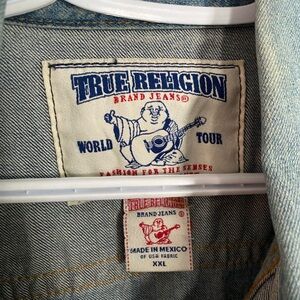 TRUE RELIGION
BRAND JEANS®
WORLD TOUR
FASHION FOR THE SENSES
TRUE RELIGION
BRAND JEANS
MADE IN MEXICO
OF USA FABRIC
XXL